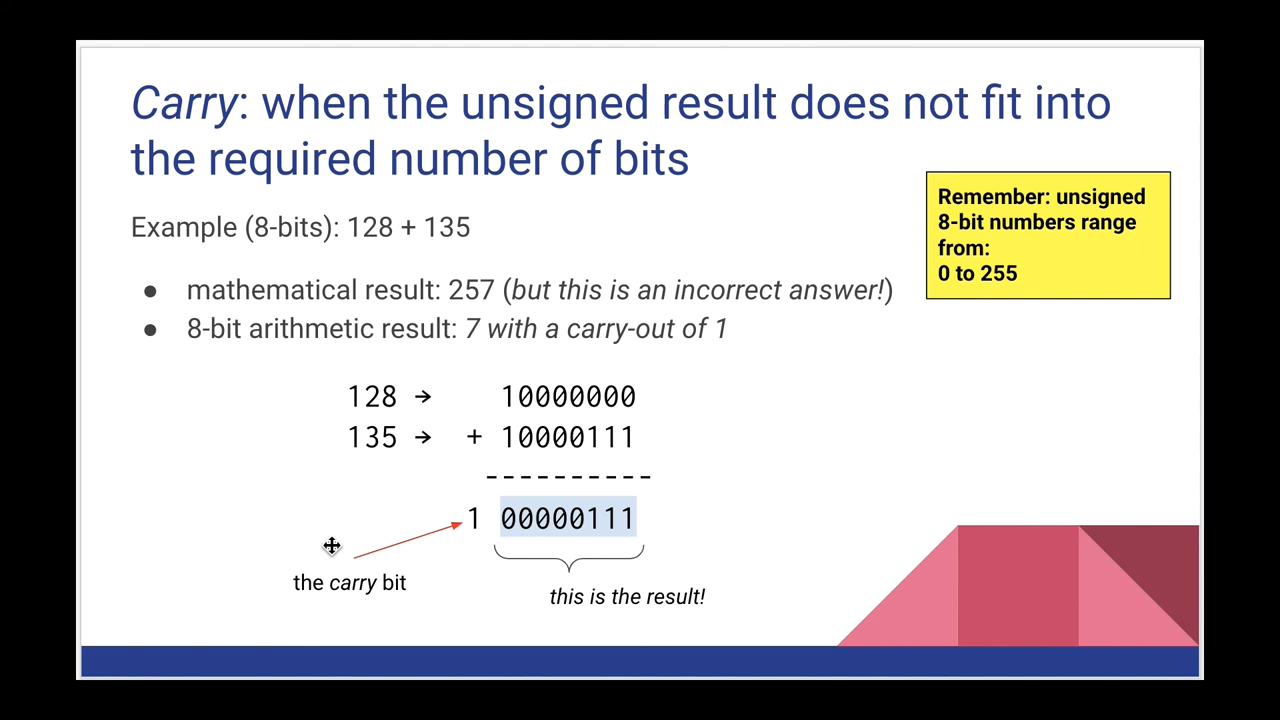 Carry: when the unsigned result does not fit into
the required number of bits
Remember: unsigned
8-bit numbers range
from:
0 to 255
Example (8-bits): 128 + 135
● mathematical result: 257 (but this is an incorrect answer!)
● 8-bit arithmetic result: 7 with a carry-out of 1
128 → 10000000
135 → + 10000111
----------
1 00000111
the carry bit
this is the result!